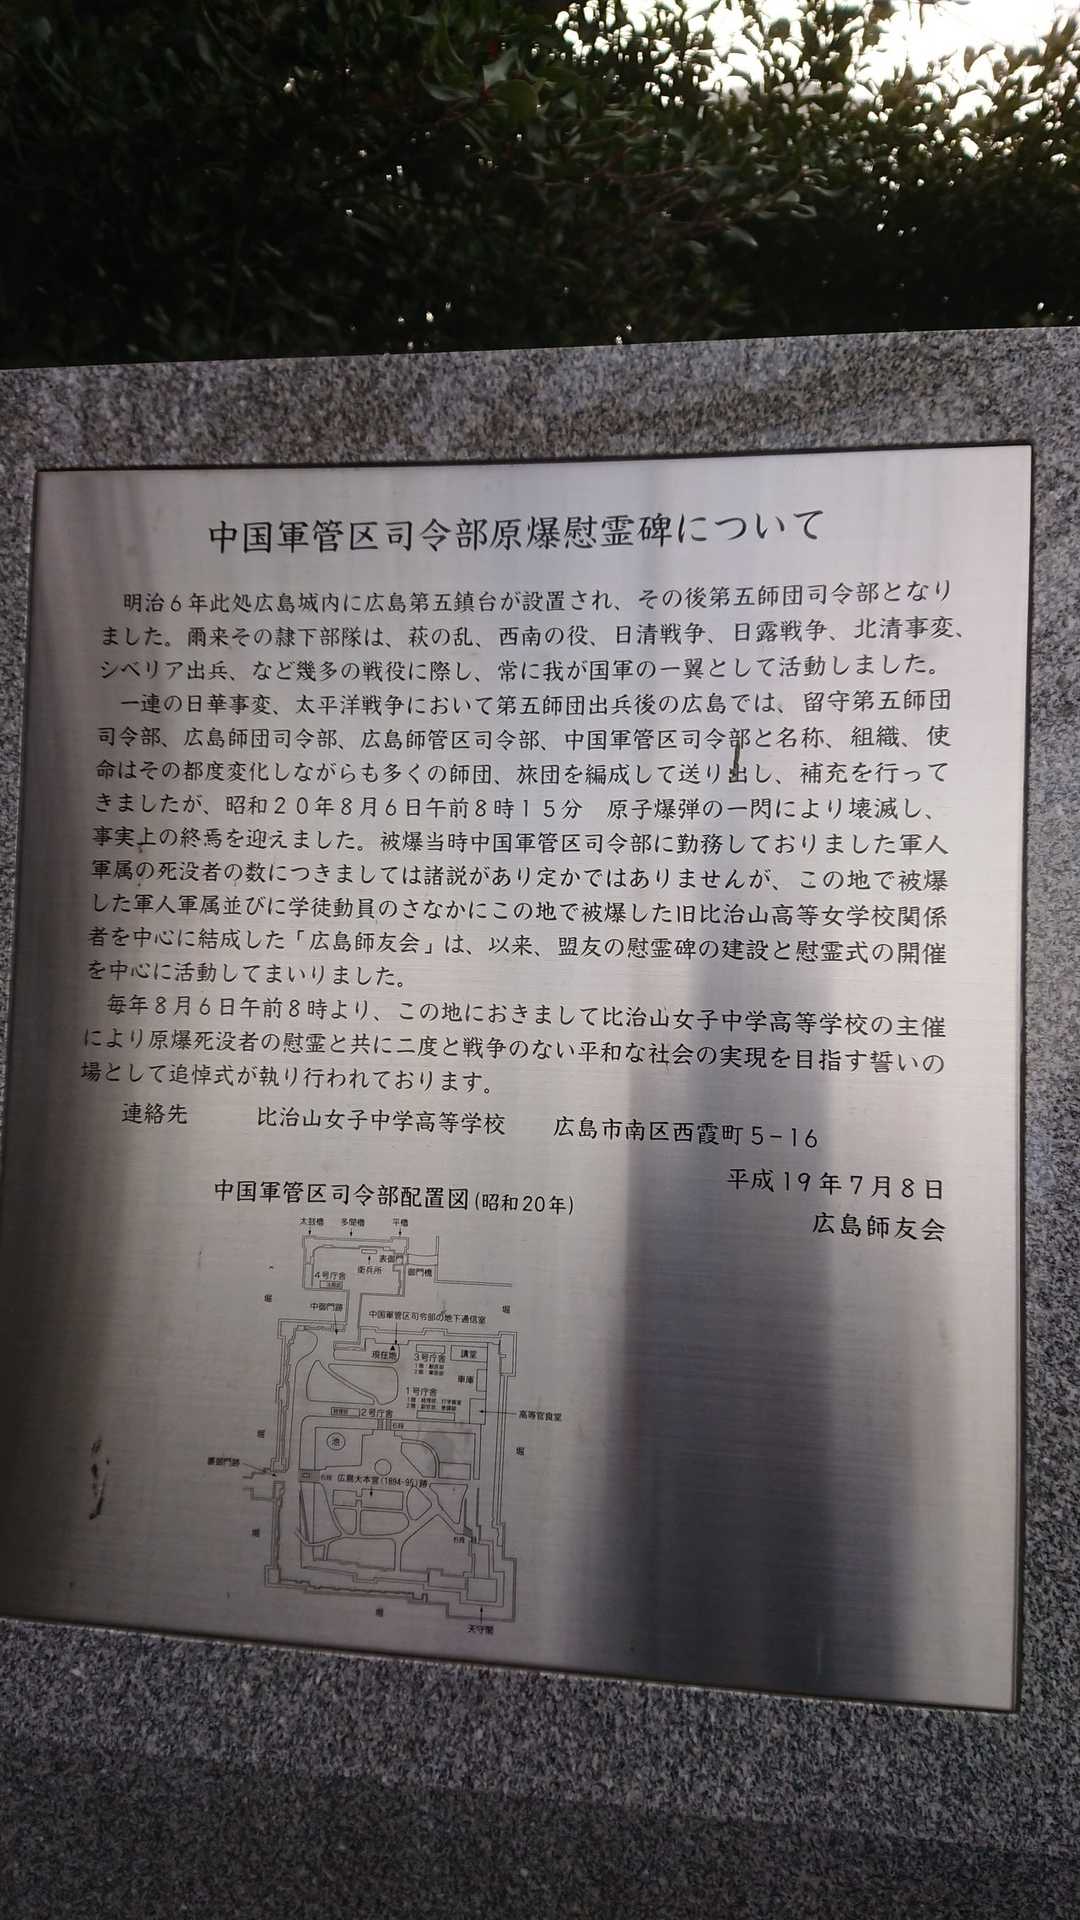 中国軍管区司令部原爆慰霊碑について
明治6年此処広島城内に広島第五鎮台が設置され、その後第五師団司令部となり
ました。爾来その隷下部隊は、萩の乱、西南の役、日清戦争、日露戦争、北清事変、
シベリア出兵、など幾多の戦役に際し、常に我が国軍の一翼として活動しました。
一連の日華事変、太平洋戦争において第五師団出兵後の広島では、留守第五師団
司令部、広島師団司令部、広島師管区司令部、中国軍管区司令部と名称、組織、使
命はその都度変化しながらも多くの師団、旅団を編成して送り出し、補充を行って
きましたが、昭和20年8月6日午前8時15分 原子爆弾の一閃により壊滅し、
事実上の終焉を迎えました。被爆当時中国軍管区司令部に勤務しておりました軍人
軍属の死没者の数につきましては諸説があり定かではありませんが、この地で被爆
した軍人軍属並びに学徒動員のさなかにこの地で被爆した旧比治山高等女学校関係
者を中心に結成した「広島師友会」は、以来、盟友の慰霊碑の建設と慰霊式の開催
を中心に活動してまいりました。
毎年8月6日午前8時より、この地におきまして比治山女子中学高等学校の主催
により原爆死没者の慰霊と共に二度と戦争のない平和な社会の実現を目指す誓いの
場として追悼式が執り行われております。
連絡先 比治山女子中学高等学校 広島市南区西霞町5-16
平成19年7月8日
広島師友会
中国軍管区司令部配置図(昭和20年)
太鼓櫓 多聞櫓 平櫓
表御門
衛兵所 御門橋
4号庁舎
堀
堀
中御門跡
中国軍管区司令部の地下通信室
現在地
3号庁舎
講堂
車庫
1号庁舎
2号庁舎
高等官食堂
池
堀
堀
裏御門跡
広島大本営(1894-95)跡
堀
堀
天守閣